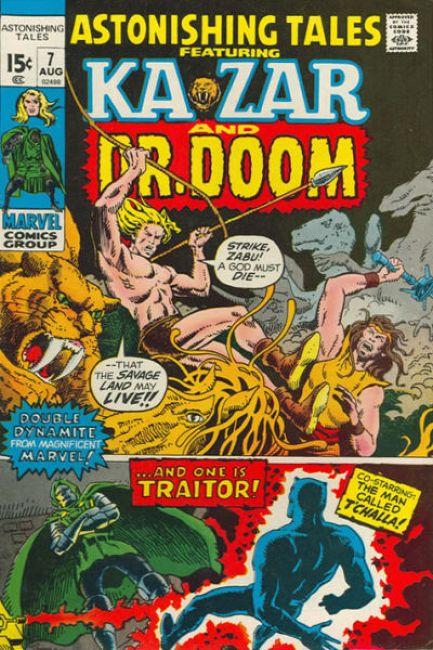 ASTONISHING
TALES
15¢
7
AUG
02498
CC
MARVEL
COMICS
GROUP
ASTONISHING TALES
FEATURING
KA-ZAR
AND
DR. DOOM
APPROVED
BY THE
COMICS
CODE
AUTHORITY
STRIKE,
ZABU!
A GOD MUST
DIE--
--THAT
THE SAVAGE
LAND MAY
LIVE!!
DOUBLE
DYNAMITE
FROM MAGNIFICENT
MARVEL!
...AND ONE IS
TRAITOR!
CO-STARRING:
THE MAN
CALLED
T'CHALLA!